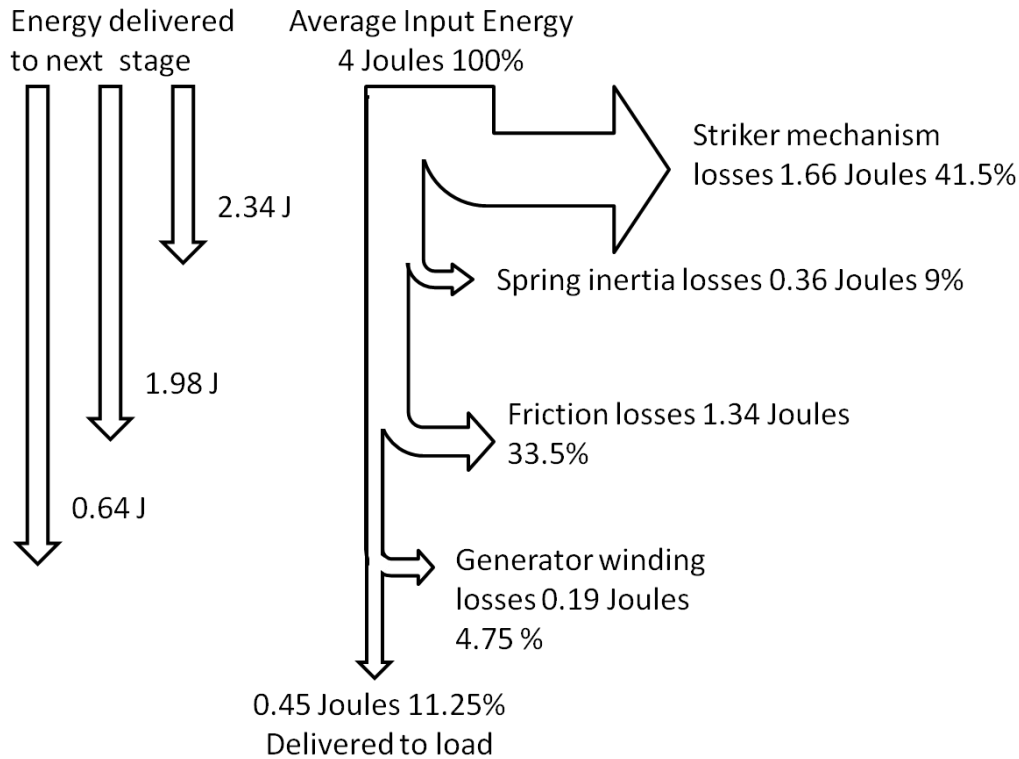 Energy delivered
to next stage
Average Input Energy
4 Joules 100%
Striker mechanism
losses 1.66 Joules 41.5%
2.34 J
Spring inertia losses 0.36 Joules 9%
1.98 J
Friction losses 1.34 Joules
33.5%
0.64 J
Generator winding
losses 0.19 Joules
4.75 %
0.45 Joules 11.25%
Delivered to load